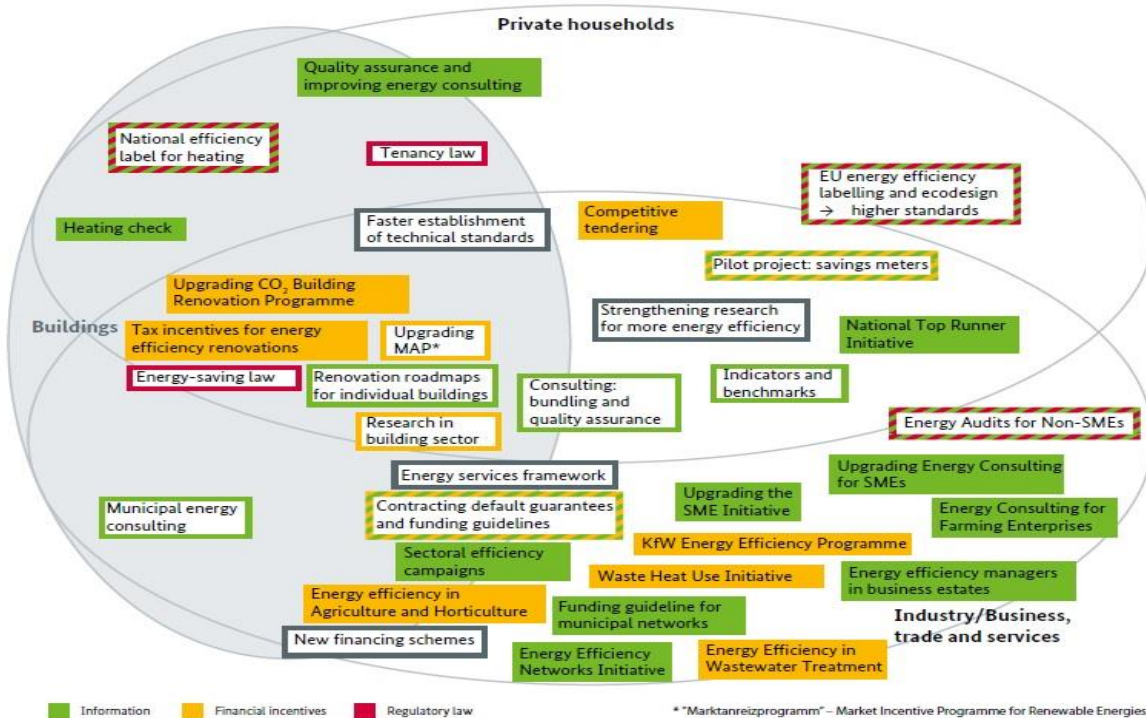 Private households
Quality assurance and
improving energy consulting
National efficiency
label for heating
Tenancy law
EU energy efficiency
labelling and ecodesign
→ higher standards
Heating check
Faster establishment
of technical standards
Competitive
tendering
Pilot project: savings meters
Upgrading CO₂ Building
Renovation Programme
Strengthening research
for more energy efficiency
National Top Runner
Initiative
Buildings
Tax incentives for energy
efficiency renovations
Upgrading
MAP*
Energy-saving law
Renovation roadmaps
for individual buildings
Consulting:
bundling and
quality assurance
Indicators and
benchmarks
Research in
building sector
Energy Audits for Non-SMEs
Energy services framework
Upgrading Energy Consulting
for SMEs
Municipal energy
consulting
Contracting default guarantees
and funding guidelines
Upgrading the
SME Initiative
Energy Consulting for
Farming Enterprises
Sectoral efficiency
campaigns
KfW Energy Efficiency Programme
Waste Heat Use Initiative
Energy efficiency managers
in business estates
Energy efficiency in
Agriculture and Horticulture
Funding guideline for
municipal networks
Industry/Business,
trade and services
New financing schemes
Energy Efficiency
Networks Initiative
Energy Efficiency in
Wastewater Treatment
Information
Financial incentives
Regulatory law
* "Marktanreizprogramm" – Market Incentive Programme for Renewable Energies